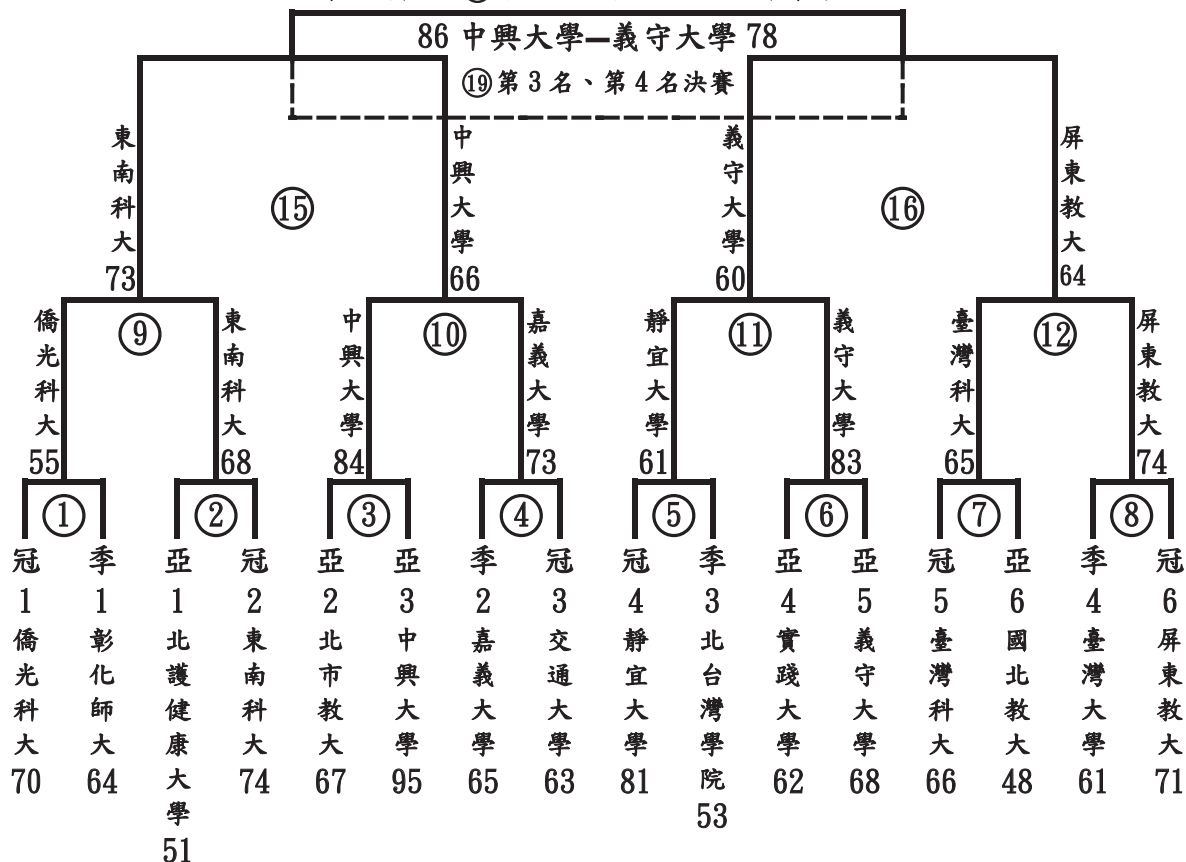 86 中興大學—義守大學 78
⑲第3名、第4名決賽
東南科大
73
中興大學
66
義守大學
60
屏東教大
64
⑮
⑯
僑光科大
55
東南科大
68
中興大學
84
嘉義大學
73
靜宜大學
61
義守大學
83
臺灣科大
65
屏東教大
74
⑨
⑩
⑪
⑫
①
②
③
④
⑤
⑥
⑦
⑧
冠1僑光科大
70
季1彰化師大
64
亞1北護健康大學
51
冠2東南科大
74
亞2北市教大
67
亞3中興大學
95
季2嘉義大學
65
冠3交通大學
63
冠4靜宜大學
81
季3北台灣學院
53
亞4實踐大學
62
亞5義守大學
68
冠5臺灣科大
66
亞6國北教大
48
季4臺灣大學
61
冠6屏東教大
71